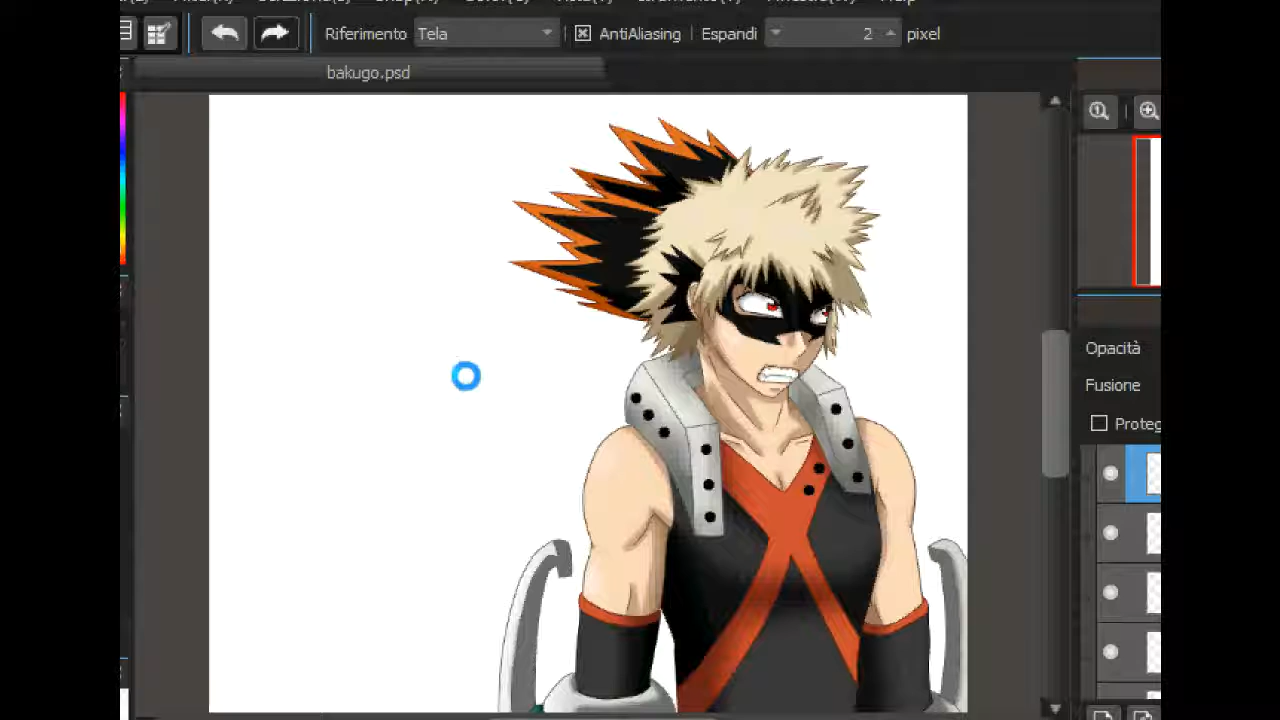 Riferimento Tela AntiAliasing Espandi 2 pixel
bakugo.psd
Opacità
Fusione
Proteg